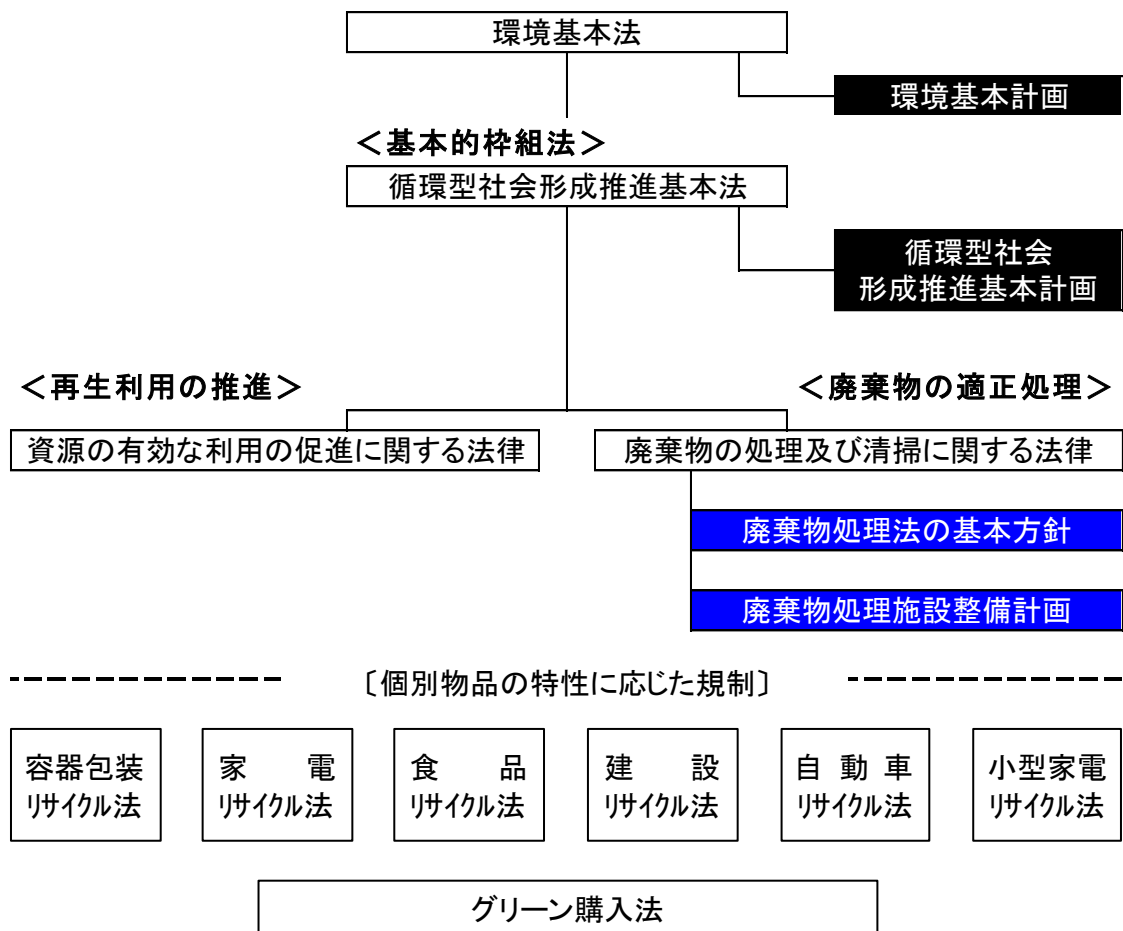 環境基本法
環境基本計画
＜基本的枠組法＞
循環型社会形成推進基本法
循環型社会
形成推進基本計画
＜再生利用の推進＞
＜廃棄物の適正処理＞
資源の有効な利用の促進に関する法律
廃棄物の処理及び清掃に関する法律
廃棄物処理法の基本方針
廃棄物処理施設整備計画
〔個別物品の特性に応じた規制〕
容器包装
ﾘｻｲｸﾙ法
家　　電
ﾘｻｲｸﾙ法
食　　品
ﾘｻｲｸﾙ法
建　　設
ﾘｻｲｸﾙ法
自 動 車
ﾘｻｲｸﾙ法
小型家電
ﾘｻｲｸﾙ法
グリーン購入法